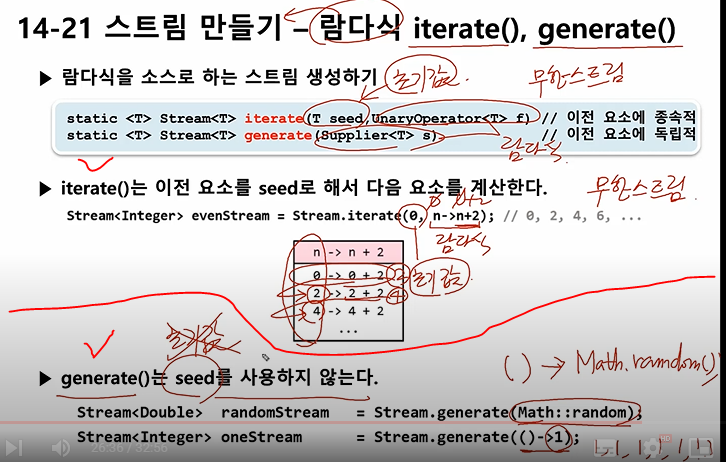 14-21 스트림 만들기 – 람다식 iterate(), generate()
▶ 람다식을 소스로 하는 스트림 생성하기 초기값. 무한스트림
static <T> Stream<T> iterate(T seed,UnaryOperator<T> f) // 이전 요소에 종속적
static <T> Stream<T> generate(Supplier<T> s) // 이전 요소에 독립적
람다식.
▶ iterate()는 이전 요소를 seed로 해서 다음 요소를 계산한다. 무한스트림.
Stream<Integer> evenStream = Stream.iterate(0, n->n+2); // 0, 2, 4, 6, ...
람다식
n -> n + 2
0 -> 0 + 2 초기값
2 -> 2 + 2
4 -> 4 + 2
...
초기값
▶ generate()는 seed를 사용하지 않는다. () → Math.ramdom()
Stream<Double> randomStream = Stream.generate(Math::random);
Stream<Integer> oneStream = Stream.generate(()->1);
26:36 / 32:56 HD